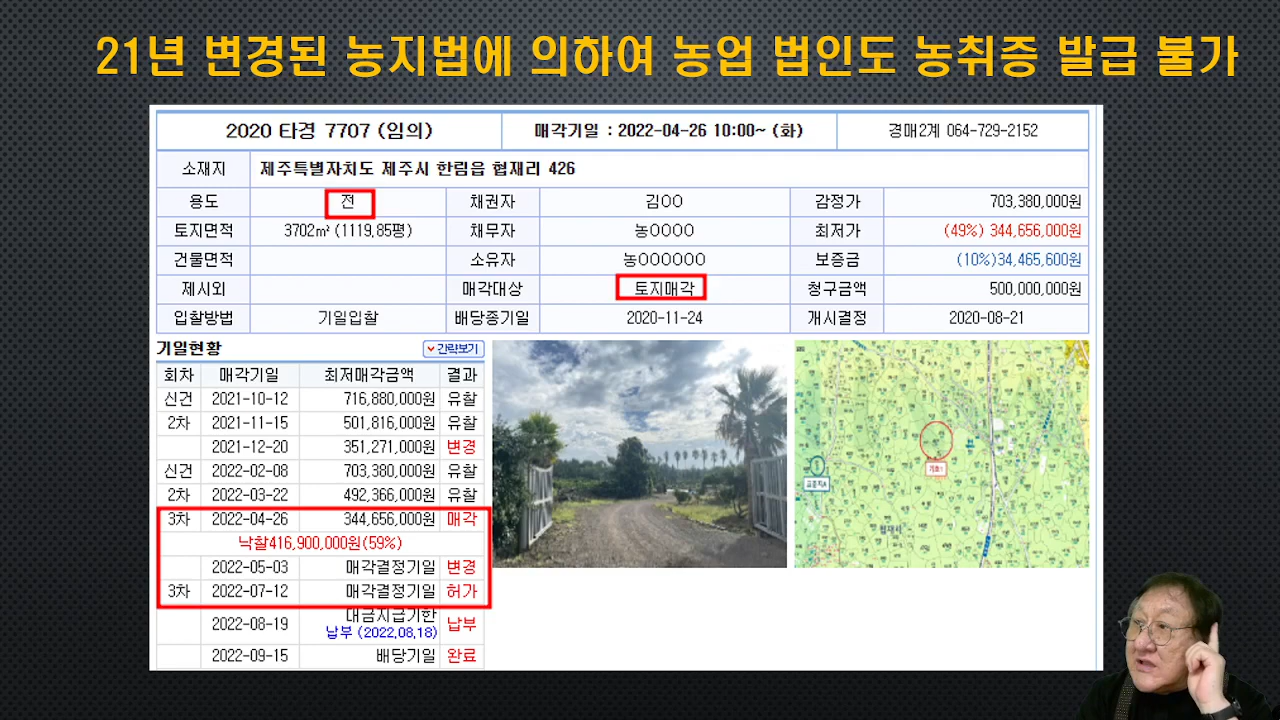 21년 변경된 농지법에 의하여 농업 법인도 농취증 발급 불가
2020 타경 7707 (임의) 매각기일 : 2022-04-26 10:00~ (화) 경매2계 064-729-2152
소재지 제주특별자치도 제주시 한림읍 협재리 426
용도 전 채권자 김OO 감정가 703,380,000원
토지면적 3702㎡ (1119,85평) 채무자 농OOOO 최저가 (49%) 344,656,000원
건물면적 소유자 농OOOOOO 보증금 (10%)34,465,600원
제시외 매각대상 토지매각 청구금액 500,000,000원
입찰방법 기일입찰 배당종기일 2020-11-24 개시결정 2020-08-21
기일현황 간략보기
회차 매각기일 최저매각금액 결과
신건 2021-10-12 716,880,000원 유찰
2차 2021-11-15 501,816,000원 유찰
2021-12-20 351,271,000원 변경
신건 2022-02-08 703,380,000원 유찰
2차 2022-03-22 492,366,000원 유찰
3차 2022-04-26 344,656,000원 매각
낙찰416,900,000원(59%)
2022-05-03 매각결정기일 변경
3차 2022-07-12 매각결정기일 허가
2022-08-19 대금지급기한 납부 (2022,08,18) 납부
2022-09-15 배당기일 완료
기호1
협재리